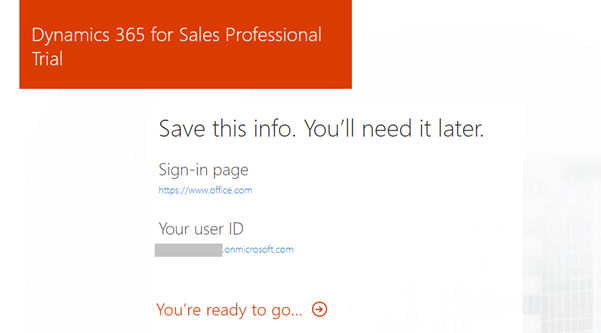 Dynamics 365 for Sales Professional
Trial
Save this info. You'll need it later.
Sign-in page
https://www.office.com
Your user ID
.onmicrosoft.com
You're ready to go...